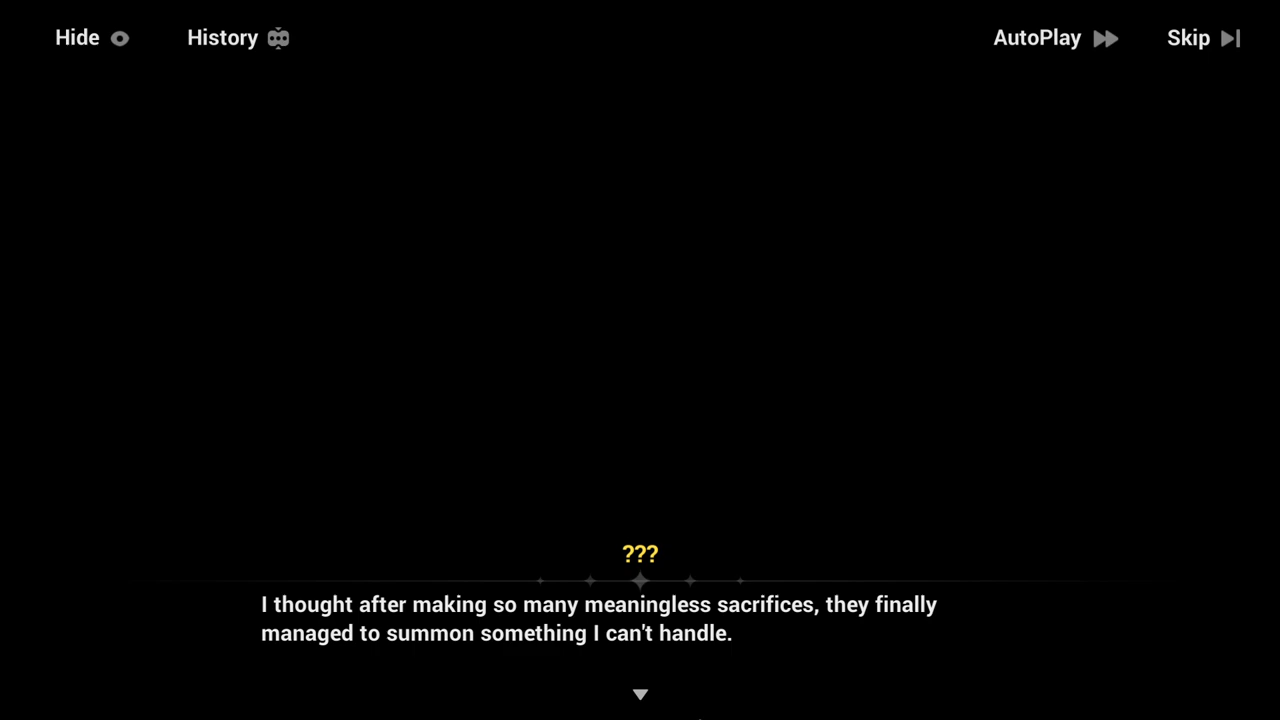 Hide
History
AutoPlay
Skip
???
I thought after making so many meaningless sacrifices, they finally
managed to summon something I can't handle.